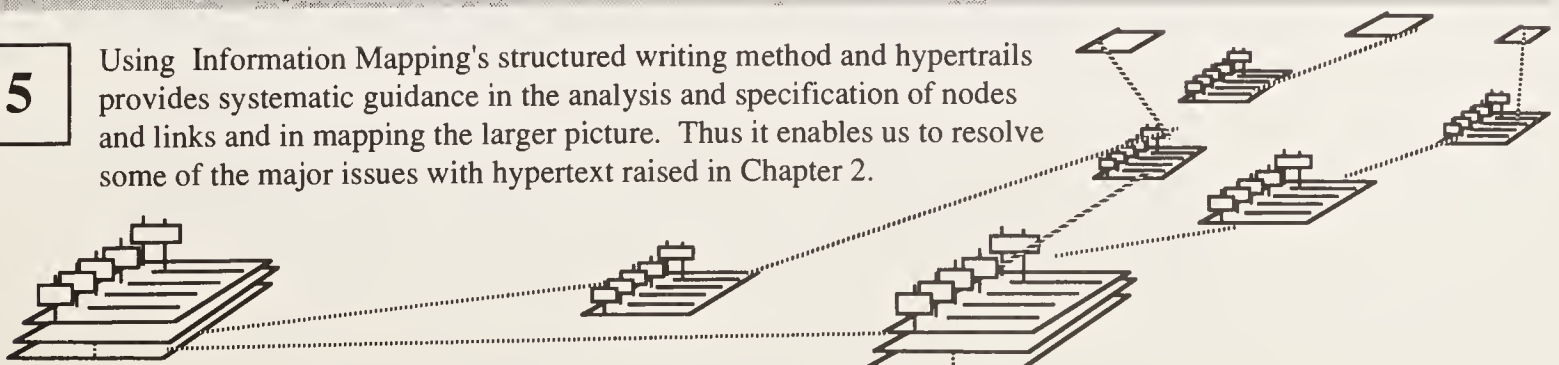 5
Using Information Mapping's structured writing method and hypertrails
provides systematic guidance in the analysis and specification of nodes
and links and in mapping the larger picture. Thus it enables us to resolve
some of the major issues with hypertext raised in Chapter 2.